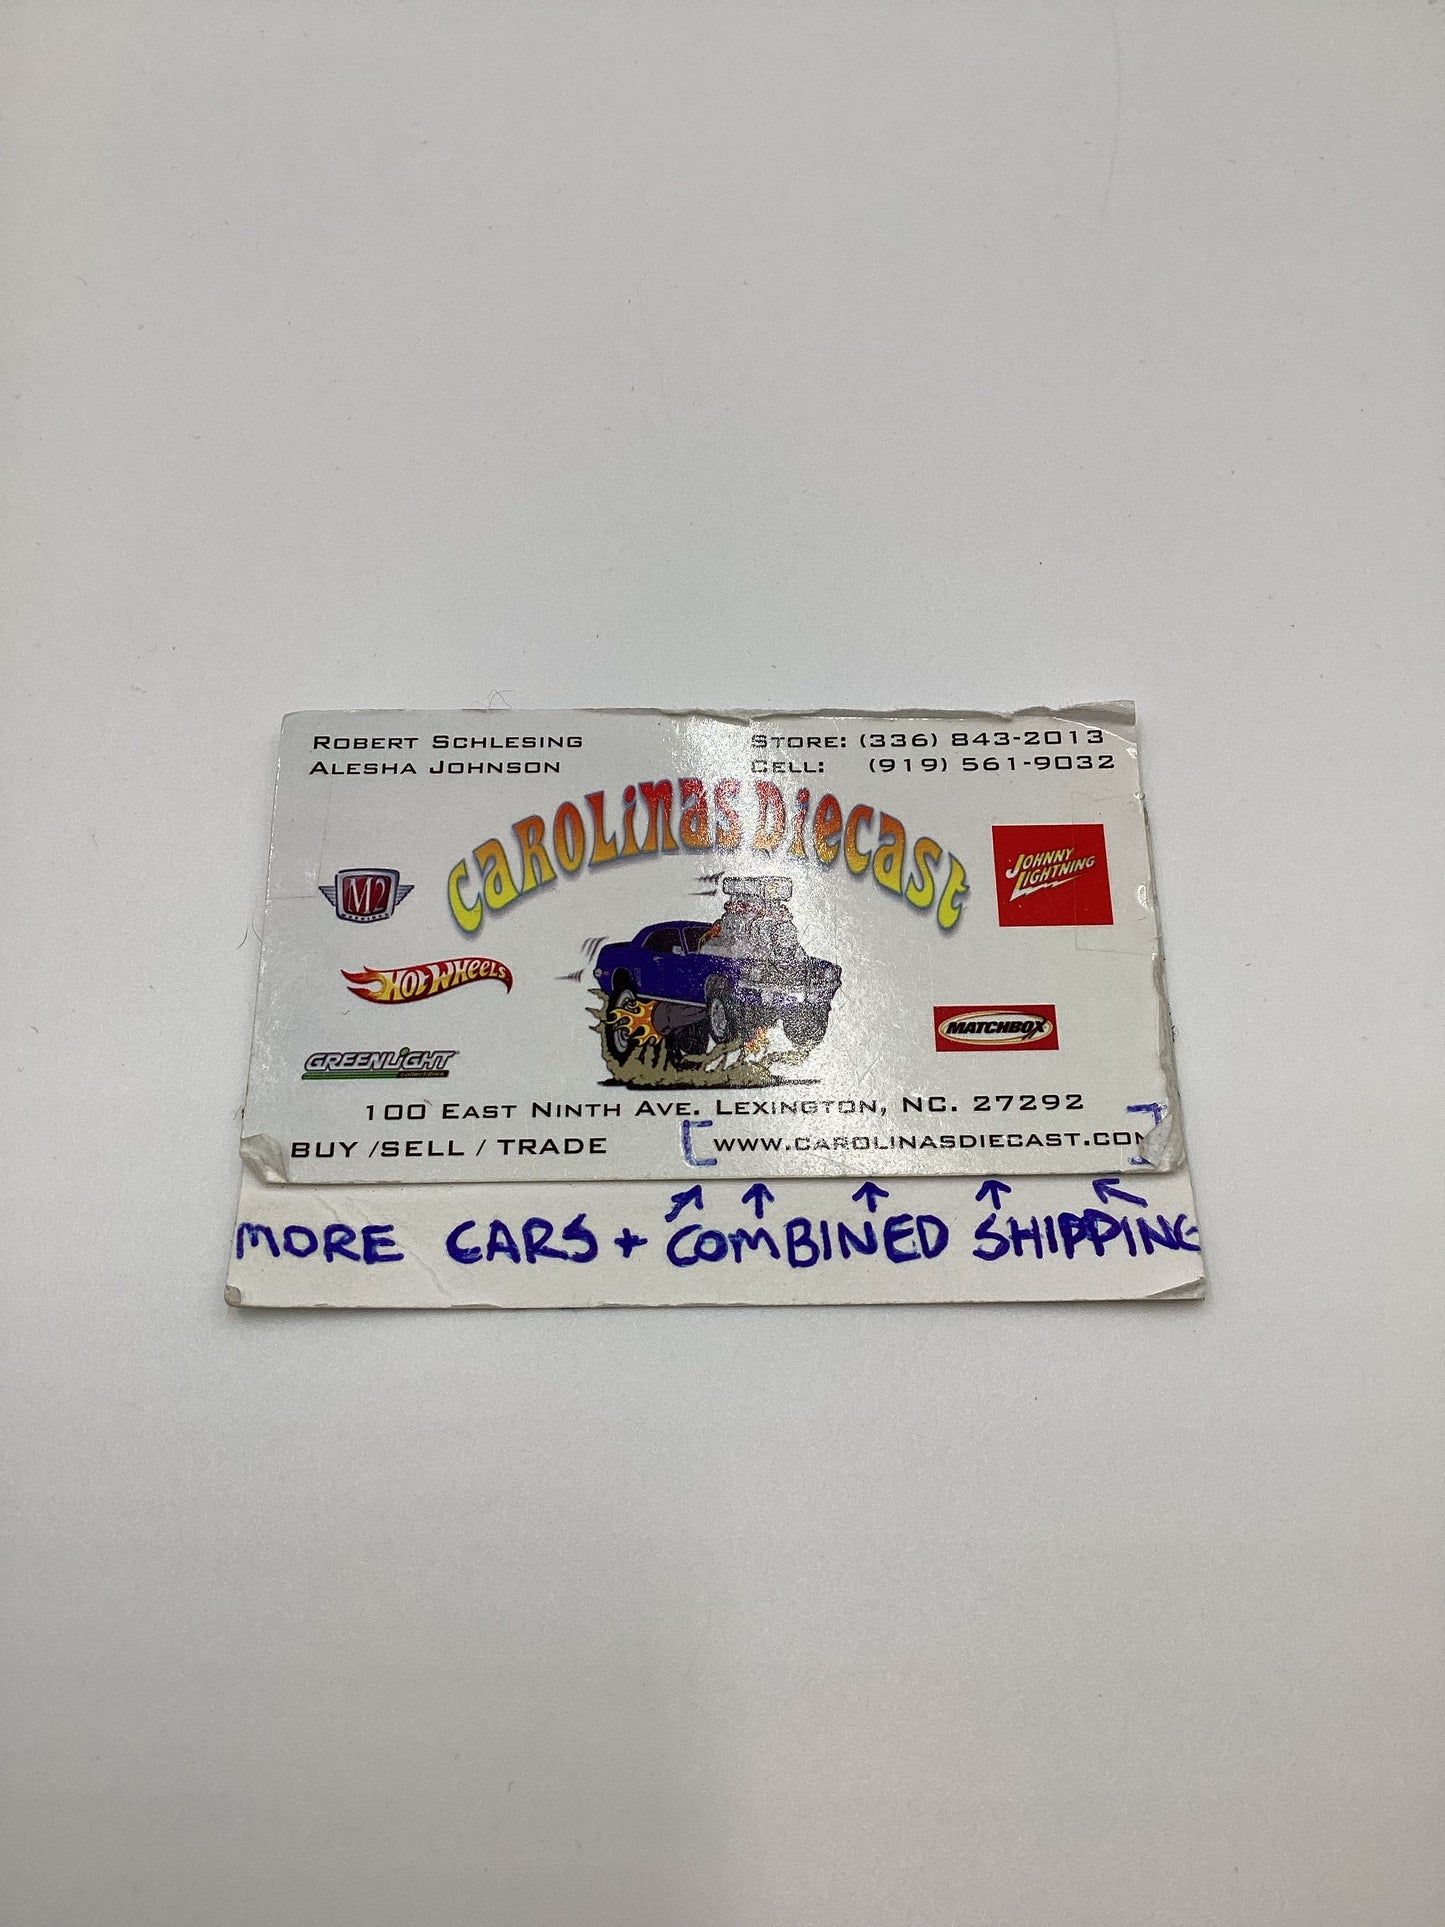 ROBERT SCHLESING
ALESHA JOHNSON
STORE: (336) 843-2013
CELL: (919) 561-9032
CAROLINAS DIECAST
M2
MACHINES
JOHNNY
LIGHTNING
HOT WHEELS
MATCHBOX
GREENLIGHT
collectibles
100 EAST NINTH AVE. LEXINGTON, NC. 27292
BUY /SELL / TRADE
WWW.CAROLINASDIECAST.COM
MORE CARS + COMBINED SHIPPING